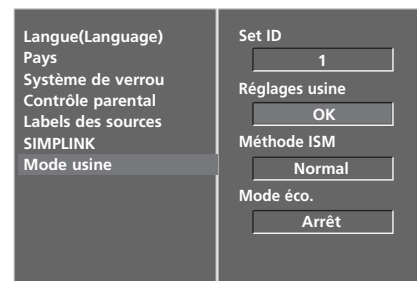 Langue(Language)
Pays
Système de verrou
Contrôle parental
Labels des sources
SIMPLINK
Mode usine
Set ID
1
Réglages usine
OK
Méthode ISM
Normal
Mode éco.
Arrêt